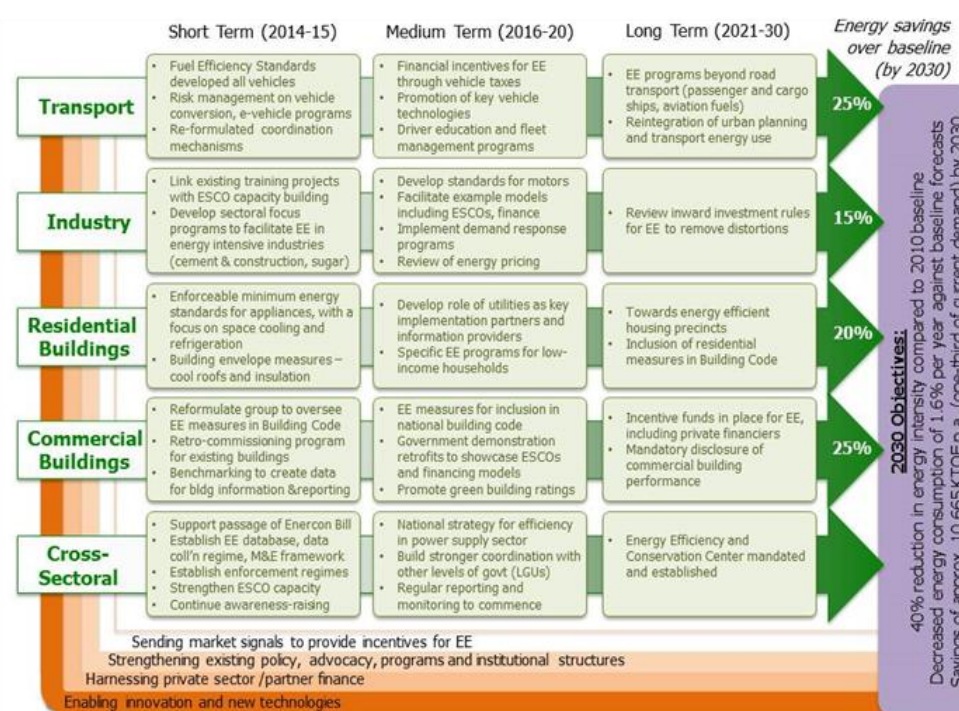 Short Term (2014-15)
Medium Term (2016-20)
Long Term (2021-30)
Energy savings
over baseline
(by 2030)
Transport
• Fuel Efficiency Standards
developed all vehicles
• Risk management on vehicle
conversion, e-vehicle programs
• Re-formulated coordination
mechanisms
• Financial incentives for EE
through vehicle taxes
• Promotion of key vehicle
technologies
• Driver education and fleet
management programs
• EE programs beyond road
transport (passenger and cargo
ships, aviation fuels)
• Reintegration of urban planning
and transport energy use
25%
Industry
• Link existing training projects
with ESCO capacity building
• Develop sectoral focus
programs to facilitate EE in
energy intensive industries
(cement & construction, sugar)
• Develop standards for motors
• Facilitate example models
including ESCOs, finance
• Implement demand response
programs
• Review of energy pricing
• Review inward investment rules
for EE to remove distortions
15%
Residential
Buildings
• Enforceable minimum energy
standards for appliances, with a
focus on space cooling and
refrigeration
• Building envelope measures –
cool roofs and insulation
• Develop role of utilities as key
implementation partners and
information providers
• Specific EE programs for low-
income households
• Towards energy efficient
housing precincts
• Inclusion of residential
measures in Building Code
20%
Commercial
Buildings
• Reformulate group to oversee
EE measures in Building Code
• Retro-commissioning program
for existing buildings
• Benchmarking to create data
for bldg information &reporting
• EE measures for inclusion in
national building code
• Government demonstration
retrofits to showcase ESCOs
and financing models
• Promote green building ratings
• Incentive funds in place for EE,
including private financiers
• Mandatory disclosure of
commercial building
performance
25%
Cross-
Sectoral
• Support passage of Enercon Bill
• Establish EE database, data
coll'n regime, M&E framework
• Establish enforcement regimes
• Strengthen ESCO capacity
• Continue awareness-raising
• National strategy for efficiency
in power supply sector
• Build stronger coordination with
other levels of govt (LGUs)
• Regular reporting and
monitoring to commence
• Energy Efficiency and
Conservation Center mandated
and established
2030 Objectives:
40% reduction in energy intensity compared to 2010 baseline
Decreased energy consumption of 1.6% per year against baseline forecasts
Savings of approx. 10,665 KTOE p.a. (one-third of current demand) by 2030
Sending market signals to provide incentives for EE
Strengthening existing policy, advocacy, programs and institutional structures
Harnessing private sector /partner finance
Enabling innovation and new technologies